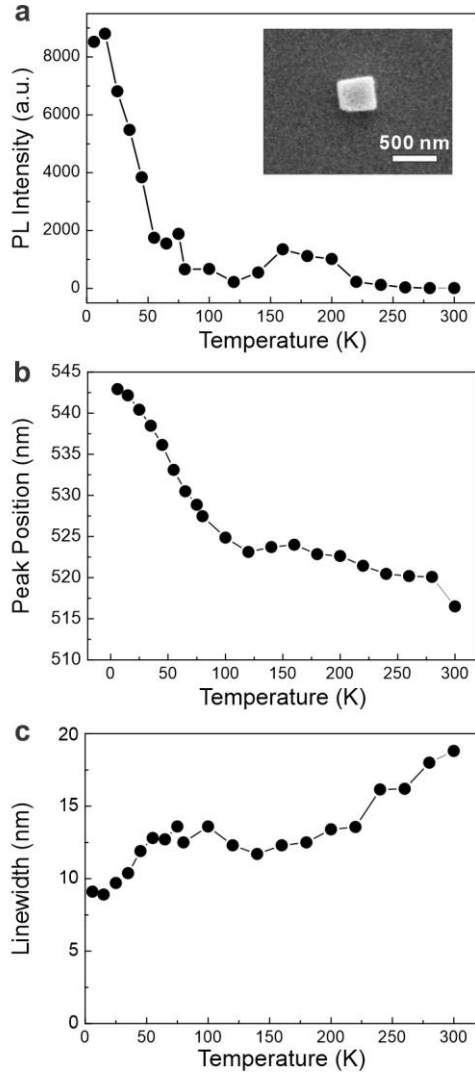 a
8000
6000
4000
2000
0
PL Intensity (a.u.)
500 nm
0 50 100 150 200 250 300
Temperature (K)
b
545
540
535
530
525
520
515
510
Peak Position (nm)
0 50 100 150 200 250 300
Temperature (K)
c
20
15
10
5
0
Linewidth (nm)
0 50 100 150 200 250 300
Temperature (K)